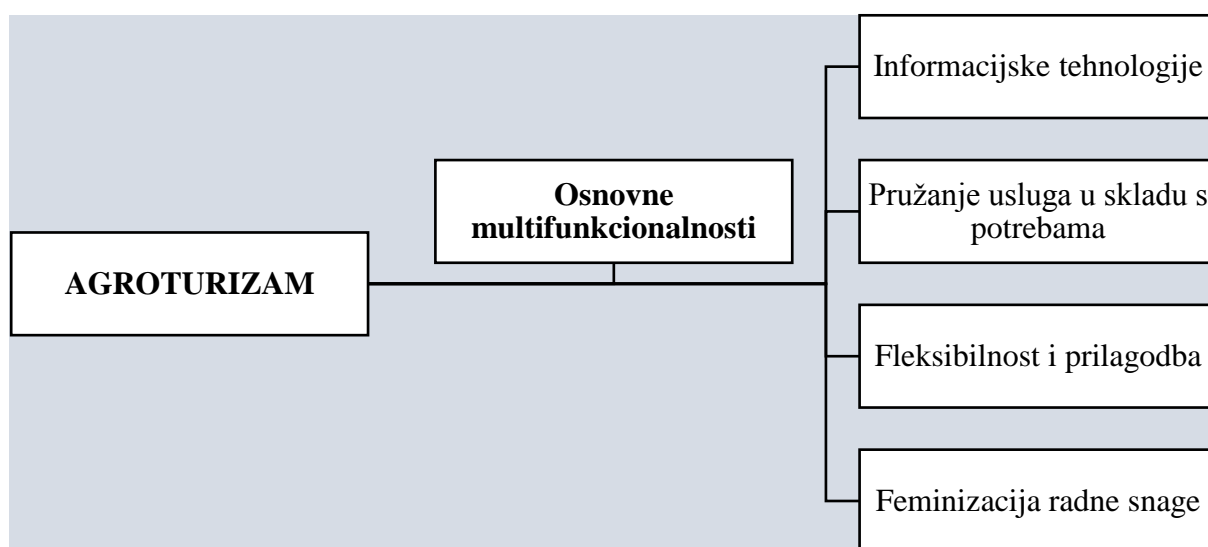 AGROTURIZAM
Osnovne
multifunkcionalnosti
Informacijske tehnologije
Pružanje usluga u skladu s
potrebama
Fleksibilnost i prilagodba
Feminizacija radne snage